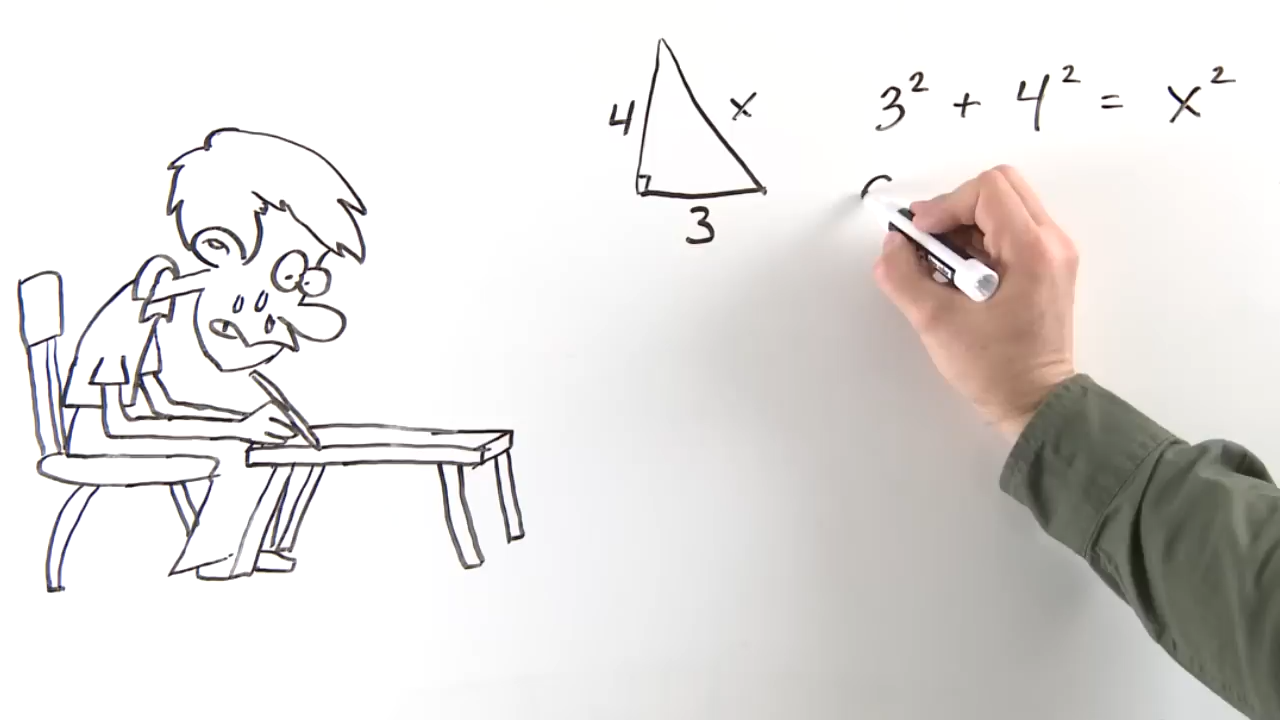 3² + 4² = x²
4
x
3